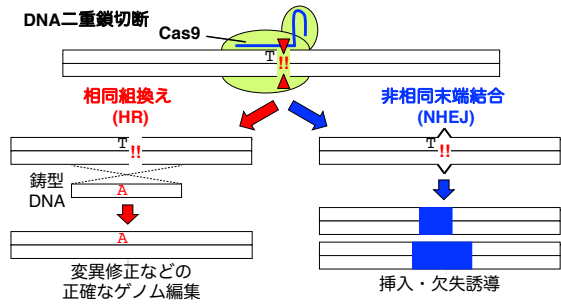 DNA二重鎖切断
Cas9
T
!!
相同組換え
(HR)
非相同末端結合
(NHEJ)
T
!!
T
!!
鋳型
DNA
A
A
変異修正などの
正確なゲノム編集
挿入・欠失誘導